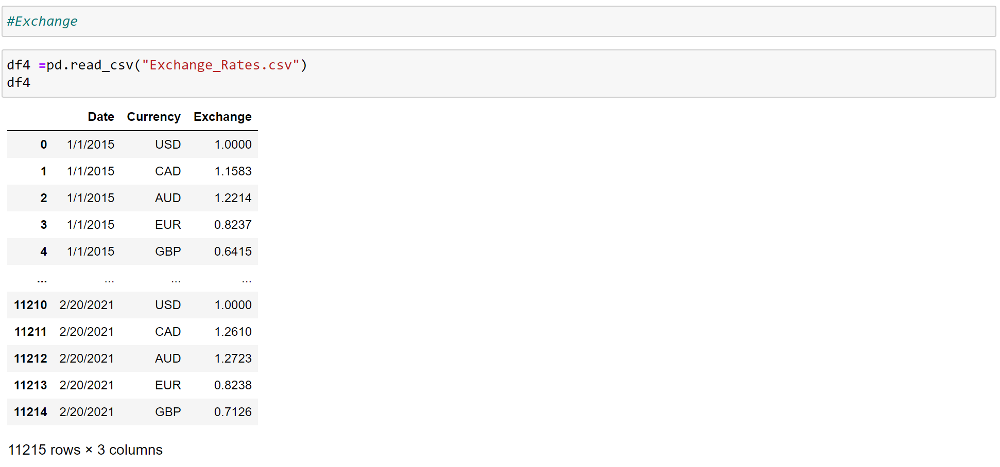 #Exchange
df4 =pd.read_csv("Exchange_Rates.csv")
df4
Date Currency Exchange
0 1/1/2015 USD 1.0000
1 1/1/2015 CAD 1.1583
2 1/1/2015 AUD 1.2214
3 1/1/2015 EUR 0.8237
4 1/1/2015 GBP 0.6415
... ... ... ...
11210 2/20/2021 USD 1.0000
11211 2/20/2021 CAD 1.2610
11212 2/20/2021 AUD 1.2723
11213 2/20/2021 EUR 0.8238
11214 2/20/2021 GBP 0.7126
11215 rows × 3 columns